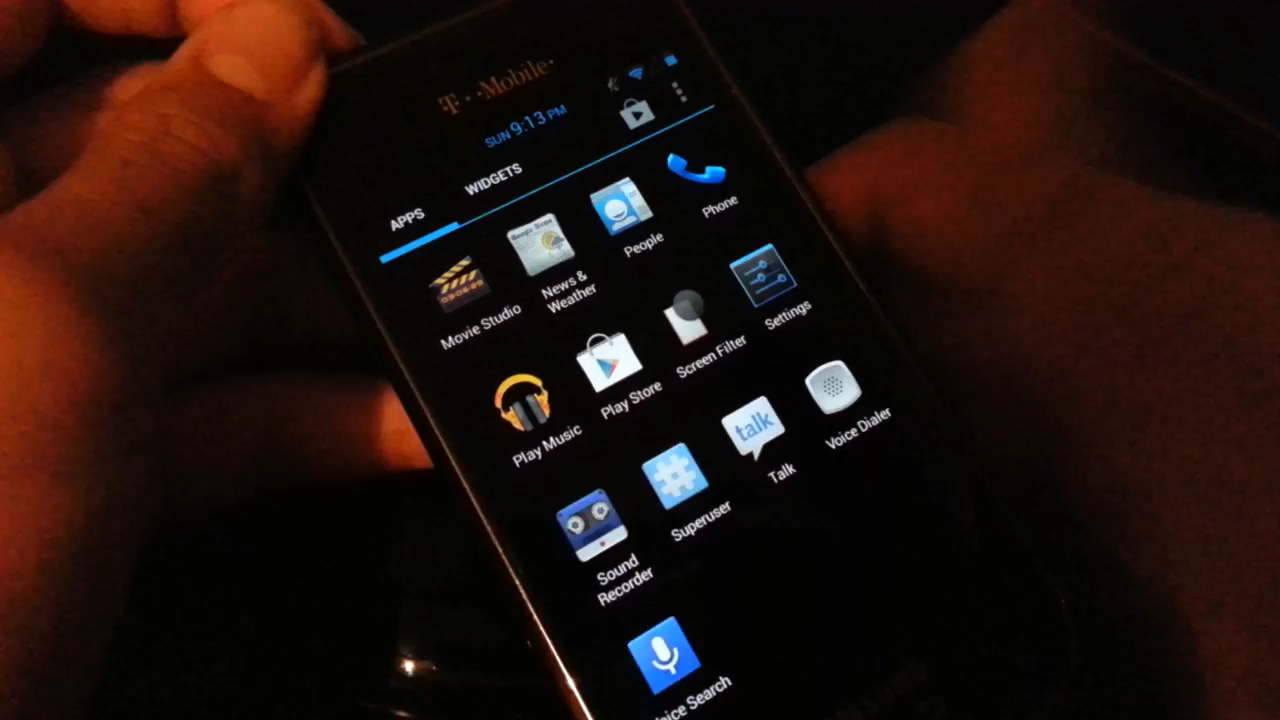 T··Mobile·
SUN 9:13 PM
APPS
WIDGETS
Movie Studio
News &
Weather
People
Phone
Play Music
Play Store
Screen Filter
Settings
Sound
Recorder
Superuser
talk
Talk
Voice Dialer
Voice Search